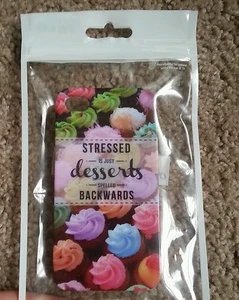 STRESSED
IS JUST
desserts
SPELLED
BACKWARDS